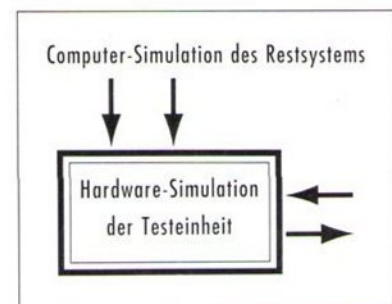 Computer-Simulation des Restsystems
Hardware-Simulation
der Testeinheit